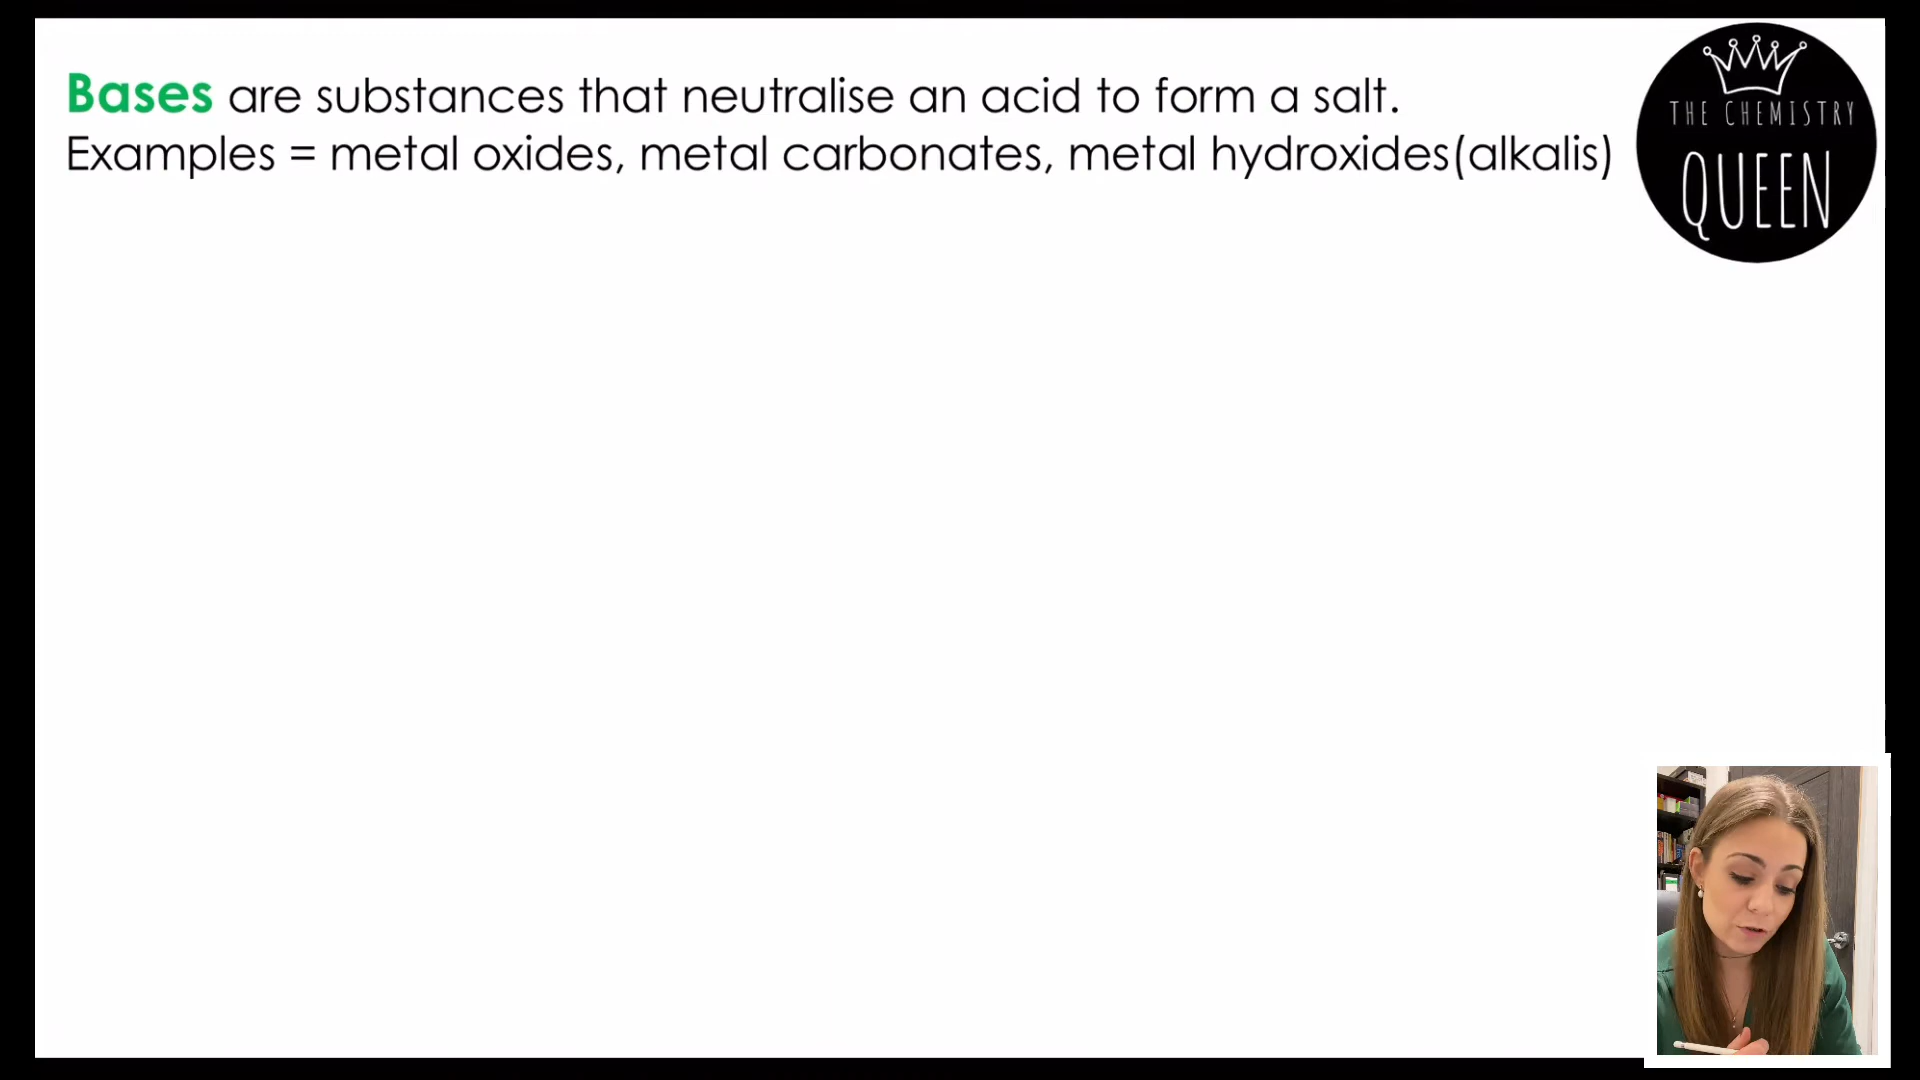 Bases are substances that neutralise an acid to form a salt.
Examples = metal oxides, metal carbonates, metal hydroxides(alkalis)
THE CHEMISTRY
QUEEN